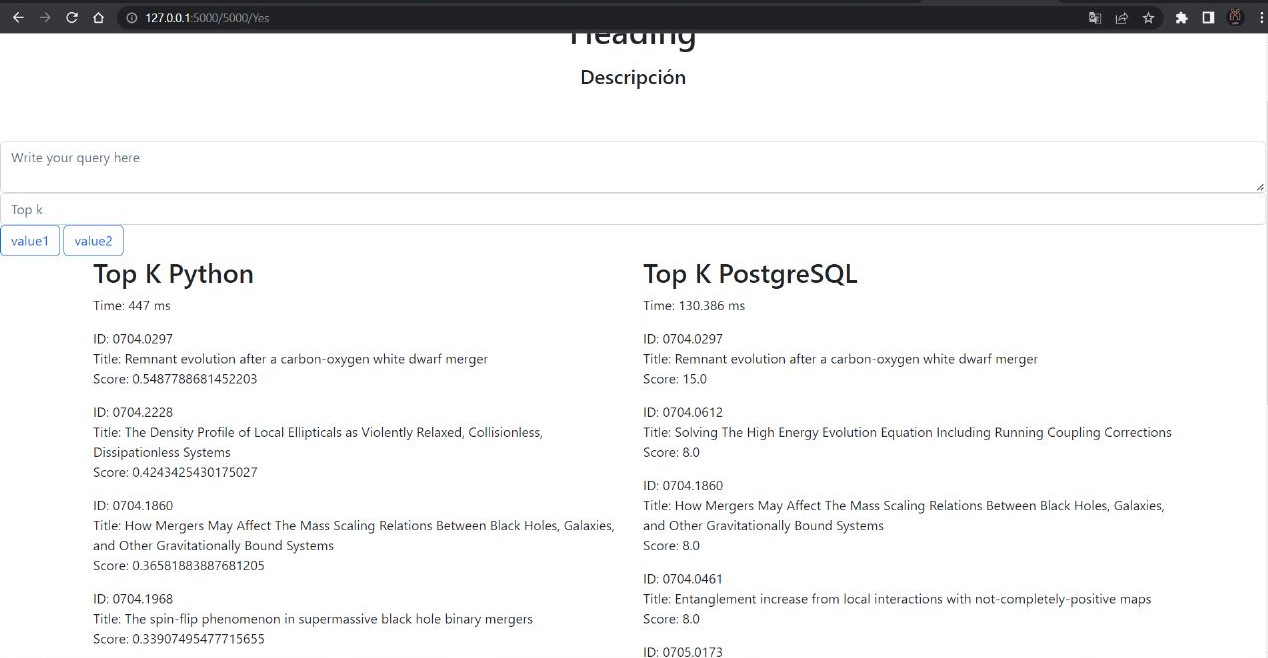 127.0.0.1:5000/5000/Yes
Heading
Descripción
Write your query here
Top k
value1 value2
Top K Python
Time: 447 ms
ID: 0704.0297
Title: Remnant evolution after a carbon-oxygen white dwarf merger
Score: 0.5487788681452203
ID: 0704.2228
Title: The Density Profile of Local Ellipticals as Violently Relaxed, Collisionless,
Dissipationless Systems
Score: 0.4243425430175027
ID: 0704.1860
Title: How Mergers May Affect The Mass Scaling Relations Between Black Holes, Galaxies,
and Other Gravitationally Bound Systems
Score: 0.36581883887681205
ID: 0704.1968
Title: The spin-flip phenomenon in supermassive black hole binary mergers
Score: 0.33907495477715655
Top K PostgreSQL
Time: 130.386 ms
ID: 0704.0297
Title: Remnant evolution after a carbon-oxygen white dwarf merger
Score: 15.0
ID: 0704.0612
Title: Solving The High Energy Evolution Equation Including Running Coupling Corrections
Score: 8.0
ID: 0704.1860
Title: How Mergers May Affect The Mass Scaling Relations Between Black Holes, Galaxies,
and Other Gravitationally Bound Systems
Score: 8.0
ID: 0704.0461
Title: Entanglement increase from local interactions with not-completely-positive maps
Score: 8.0
ID: 0705.0173